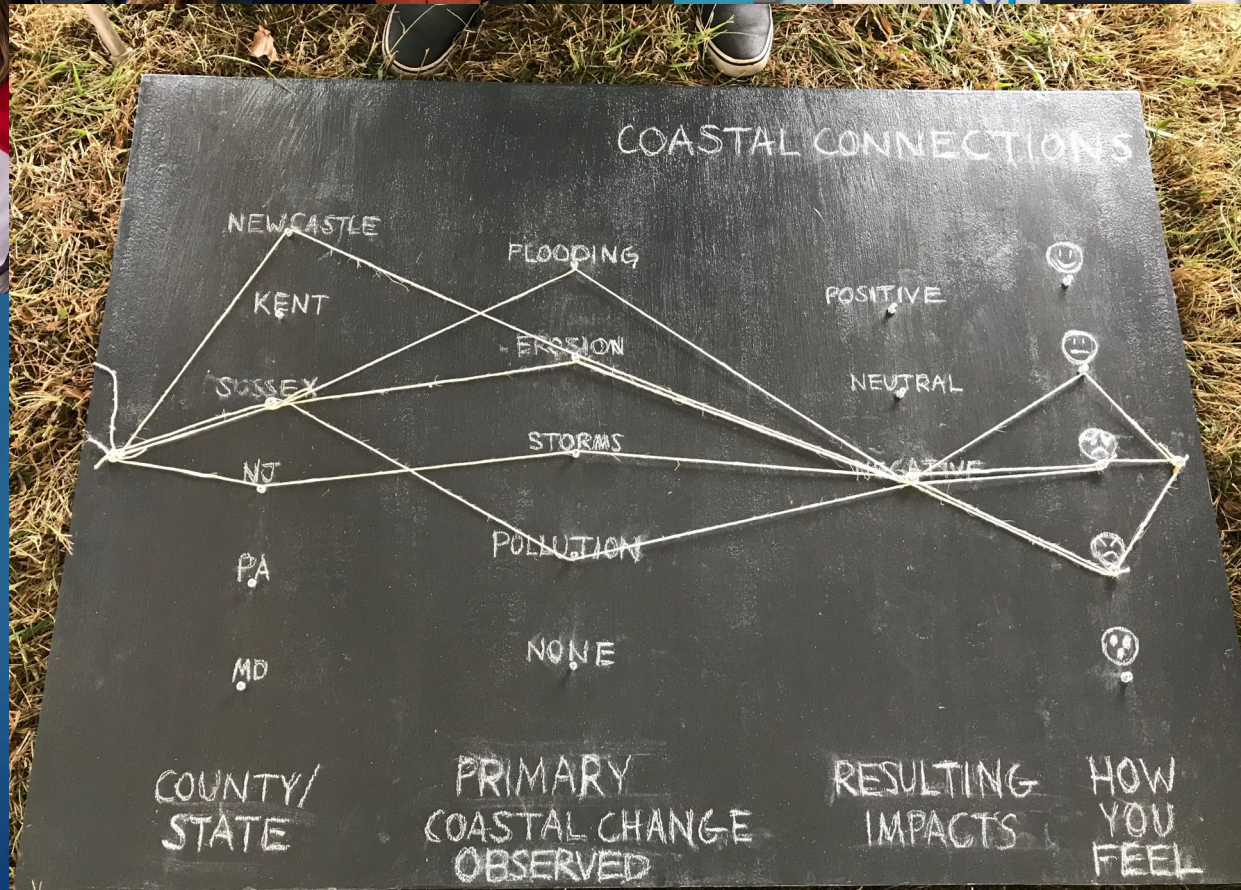 COASTAL CONNECTIONS
NEWCASTLE
KENT
SUSSEX
NJ
PA
MD
FLOODING
EROSION
STORMS
POLLUTION
NONE
POSITIVE
NEUTRAL
NEGATIVE
COUNTY/
STATE
PRIMARY
COASTAL CHANGE
OBSERVED
RESULTING
IMPACTS
HOW
YOU
FEEL